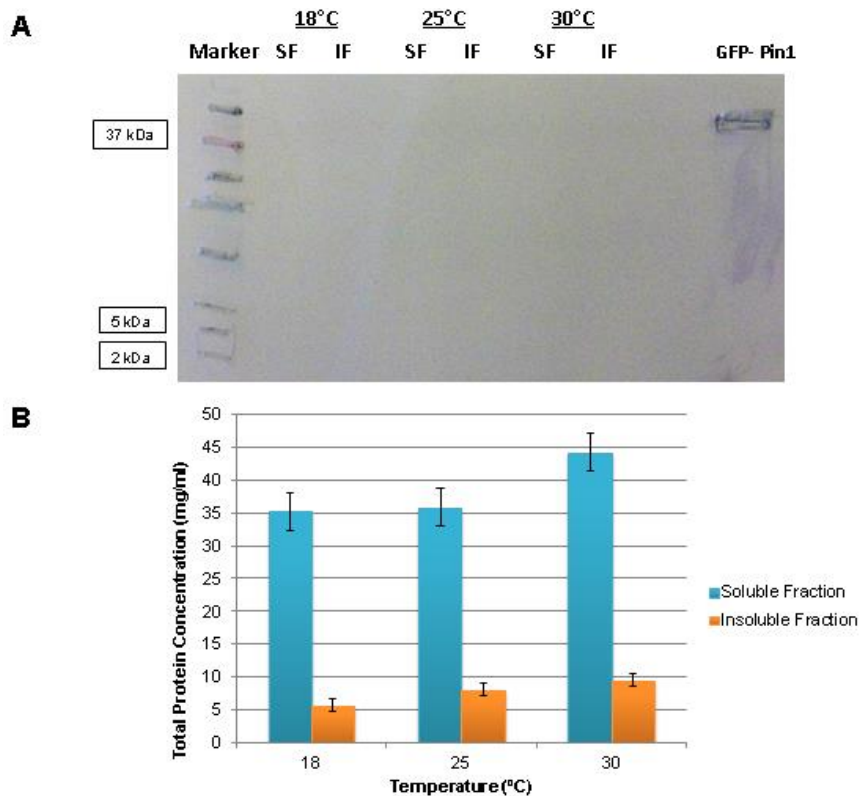 A
18°C 25°C 30°C
Marker SF IF SF IF SF IF GFP- Pin1
37 kDa
5 kDa
2 kDa
B
50
45
40
35
30
25
20
15
10
5
0
Total Protein Concentration (mg/ml)
Soluble Fraction
Insoluble Fraction
18 25 30
Temperature (ºC)